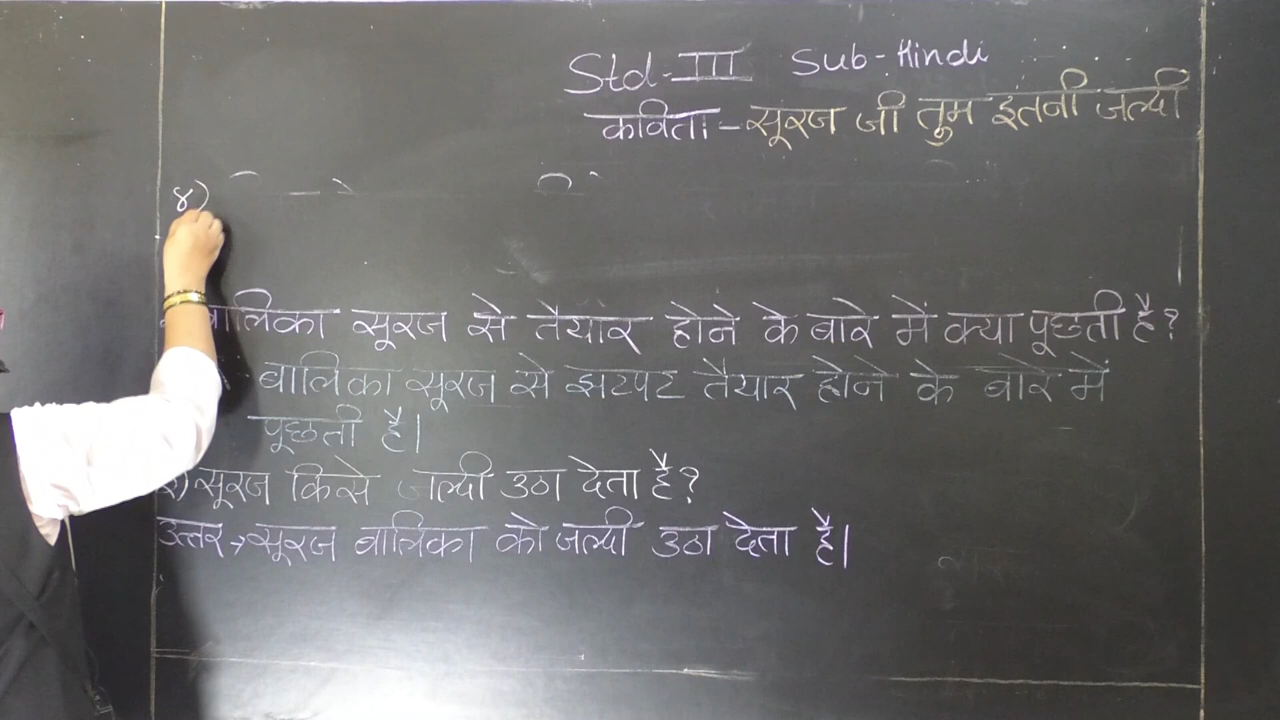 Std-III Sub-Hindi
कविता:- सूरज जी तुम इतनी जल्दी
४)
बालिका सूरज से तैयार होने के बारे में क्या पूछती है?
बालिका सूरज से झटपट तैयार होने के बारे में
पूछती है।
सूरज किसे जल्दी उठा देता है?
उत्तर → सूरज बालिका को जल्दी उठा देता है।